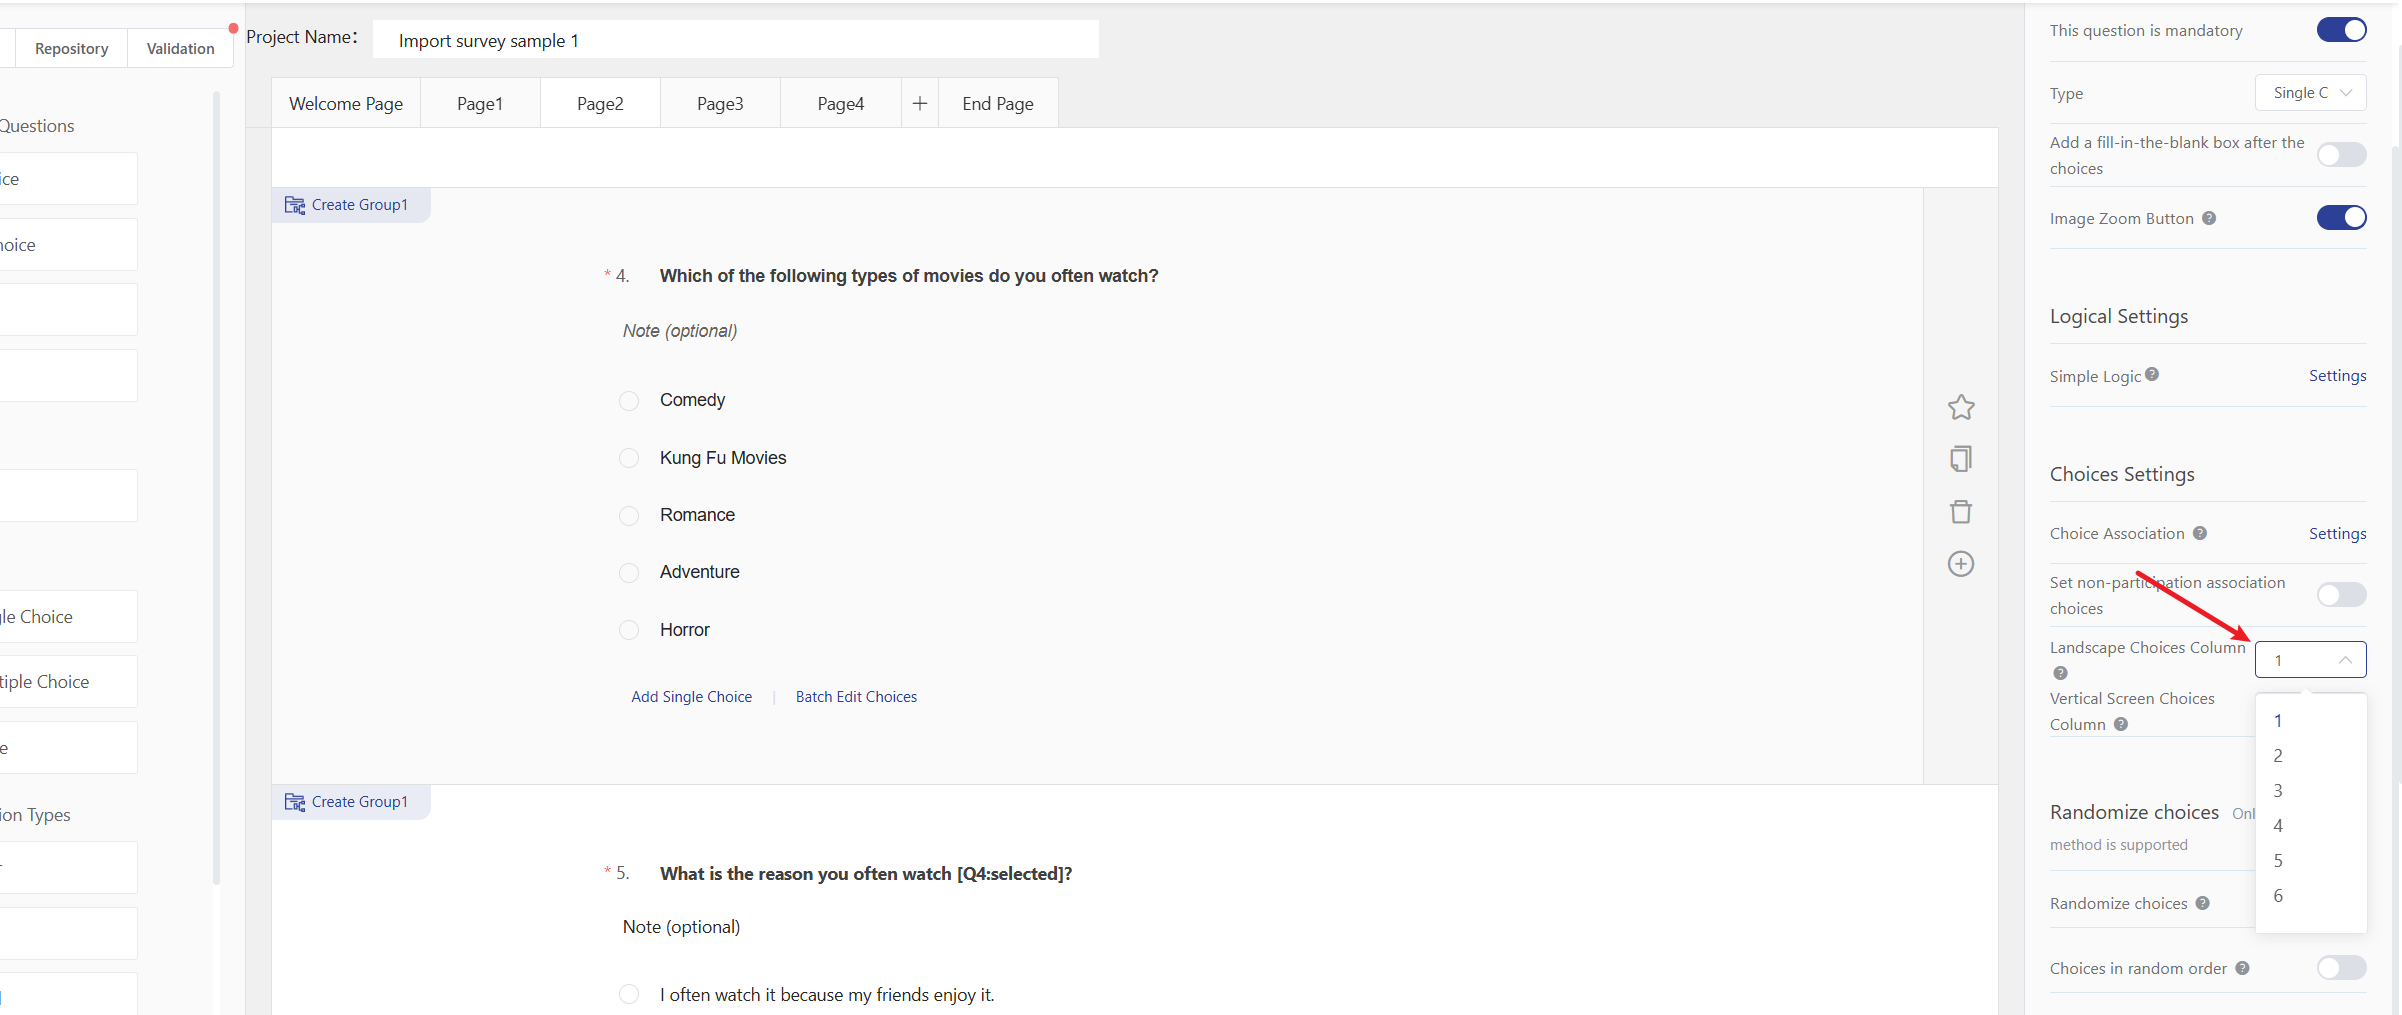 Repository
Validation
Questions
ice
hoice
gle Choice
tiple Choice
e
ion Types
Project Name:
Import survey sample 1
Welcome Page
Page1
Page2
Page3
Page4
+
End Page
Create Group1
* 4. Which of the following types of movies do you often watch?
Note (optional)
Comedy
Kung Fu Movies
Romance
Adventure
Horror
Add Single Choice | Batch Edit Choices
Create Group1
* 5. What is the reason you often watch [Q4:selected]?
Note (optional)
I often watch it because my friends enjoy it.
This question is mandatory
Type
Single C
Add a fill-in-the-blank box after the
choices
Image Zoom Button ?
Logical Settings
Simple Logic ?
Settings
Choices Settings
Choice Association ?
Settings
Set non-participation association
choices
Landscape Choices Column
?
1
Vertical Screen Choices
Column ?
1
2
3
4
5
6
Randomize choices Onl
method is supported
Randomize choices ?
Choices in random order ?